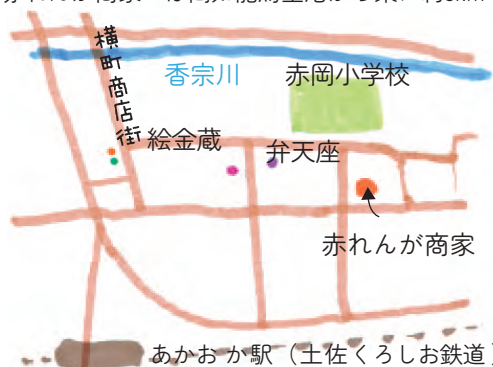 横町商店街
香宗川
赤岡小学校
絵金蔵
弁天座
赤れんが商家
あかおか駅（土佐くろしお鉄道）